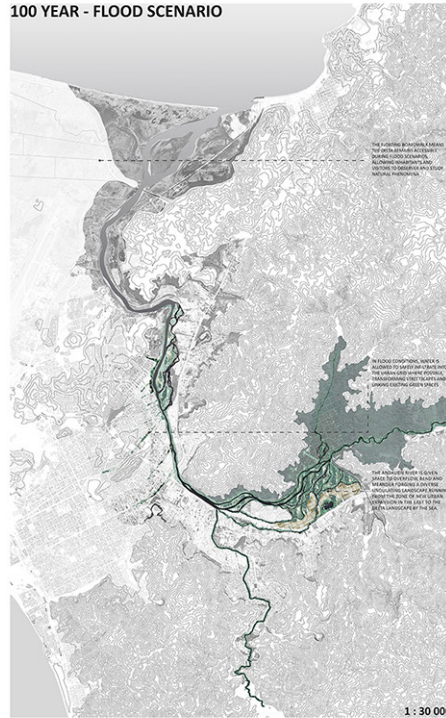 100 YEAR - FLOOD SCENARIO
THE FLOATING BOARDWALK MEANS
THE DELTA REMAINS ACCESSIBLE
DURING FLOOD SCENARIOS,
ALLOWING INHABITANTS AND
VISITORS TO OBSERVE AND STUDY
NATURAL PHENOMENA.
IN FLOOD CONDITIONS, WATER IS
ALLOWED TO SAFELY INFILTRATE INTO
THE URBAN GRID WHERE POSSIBLE,
TRANSFORMING STREETSCAPES AND
LINKING EXISTING GREEN SPACES
THE ANDALIEN RIVER IS GIVEN
SPACE TO OVERFLOW, BEND AND
MEANDER FORGING A DIVERSE
UNDULATING LANDSCAPE RUNNIN
FROM THE ZONE OF NEW URBAN
EXPANSION IN THE EAST TO THE
DELTA LANDSCAPE BY THE SEA.
1 : 30 00